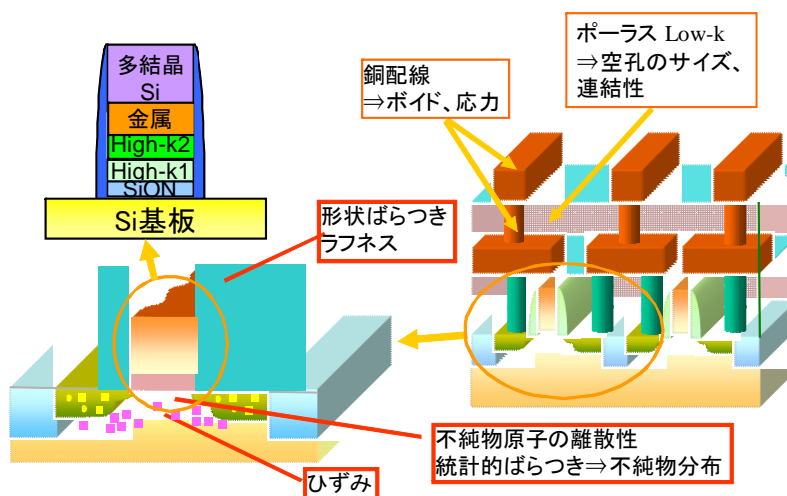 多結晶
Si
金属
High-k2
High-k1
SiON
Si基板
銅配線
⇒ボイド、応力
ポーラス Low-k
⇒空孔のサイズ、
連結性
形状ばらつき
ラフネス
不純物原子の離散性
統計的ばらつき⇒不純物分布
ひずみ